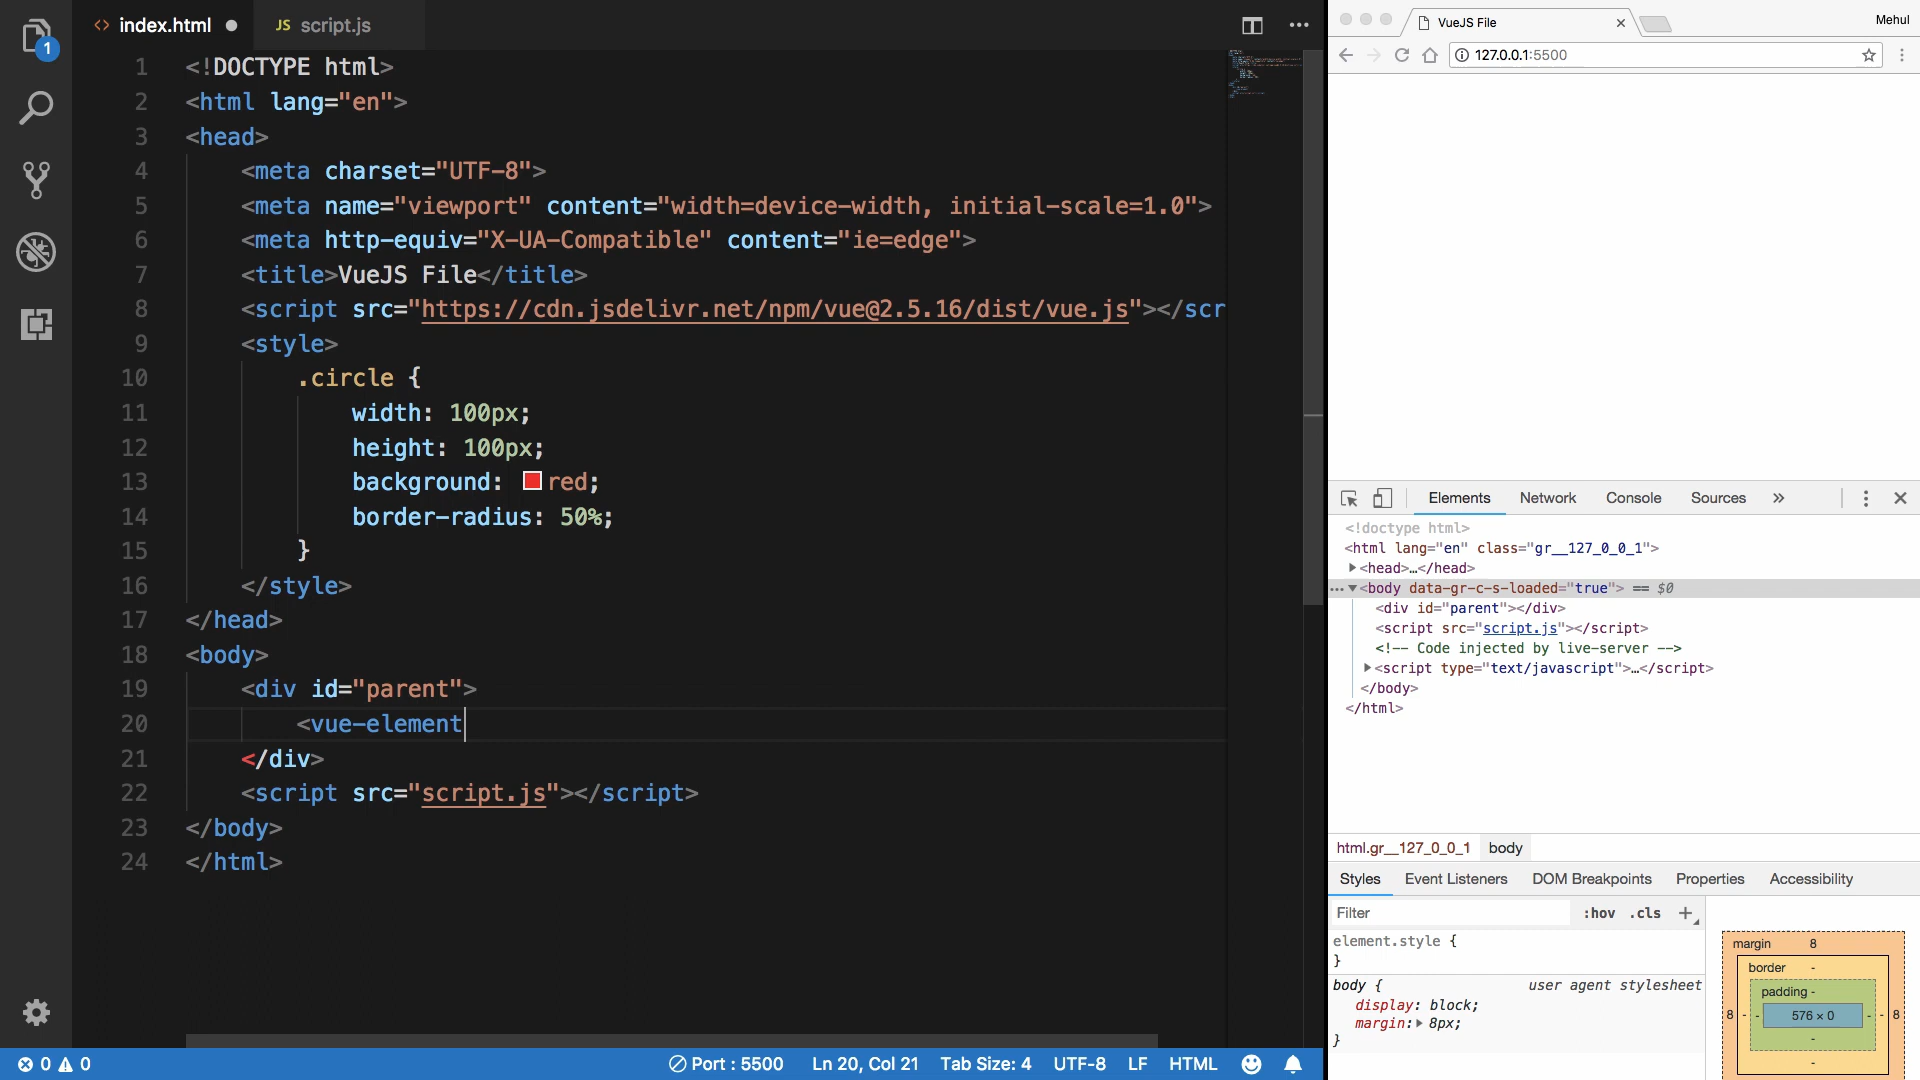 1
<> index.html ●
JS script.js
1 <!DOCTYPE html>
2 <html lang="en">
3 <head>
4 <meta charset="UTF-8">
5 <meta name="viewport" content="width=device-width, initial-scale=1.0">
6 <meta http-equiv="X-UA-Compatible" content="ie=edge">
7 <title>VueJS File</title>
8 <script src="https://cdn.jsdelivr.net/npm/vue@2.5.16/dist/vue.js"></scr
9 <style>
10 .circle {
11 width: 100px;
12 height: 100px;
13 background: red;
14 border-radius: 50%;
15 }
16 </style>
17 </head>
18 <body>
19 <div id="parent">
20 <vue-element
21 </div>
22 <script src="script.js"></script>
23 </body>
24 </html>
0 0
Port : 5500 Ln 20, Col 21 Tab Size: 4 UTF-8 LF HTML
VueJS File
Mehul
127.0.0.1:5500
Elements Network Console Sources »
<!doctype html>
<html lang="en" class="gr__127_0_0_1">
<head>…</head>
<body data-gr-c-s-loaded="true"> == $0
<div id="parent"></div>
<script src="script.js"></script>
<!-- Code injected by live-server -->
<script type="text/javascript">…</script>
</body>
</html>
html.gr__127_0_0_1 body
Styles Event Listeners DOM Breakpoints Properties Accessibility
Filter :hov .cls +
element.style {
}
body { user agent stylesheet
display: block;
margin: 8px;
}
margin 8
border -
padding -
8 - - 576 × 0 - - 8
-
-